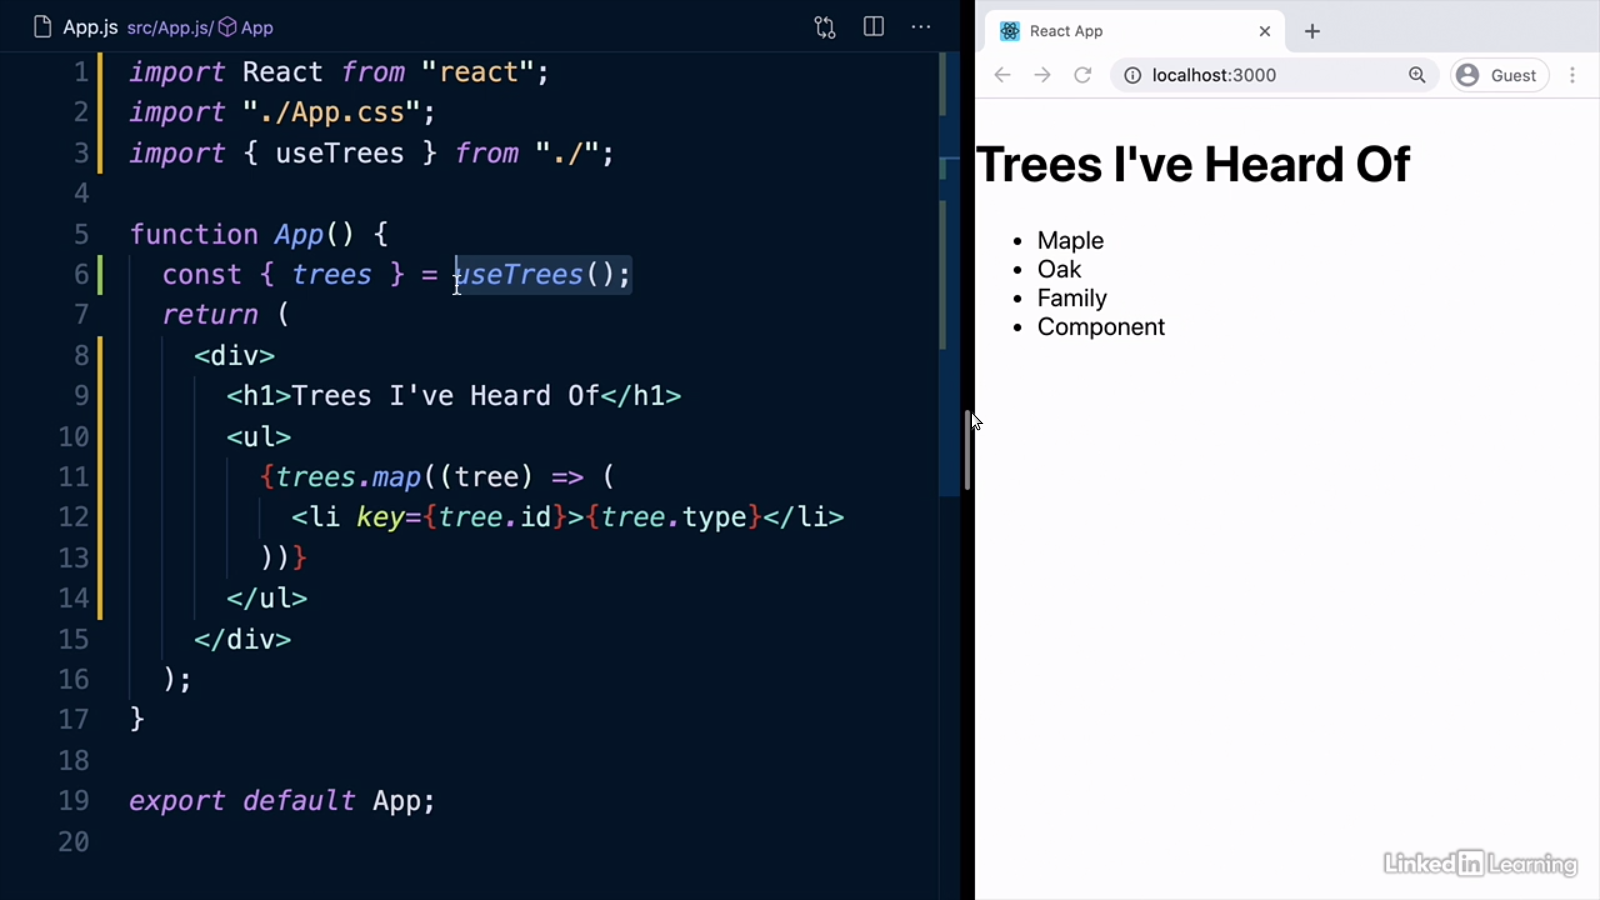 App.js src/App.js/ App
1 import React from "react";
2 import "./App.css";
3 import { useTrees } from "./";
4
5 function App() {
6 const { trees } = useTrees();
7 return (
8 <div>
9 <h1>Trees I've Heard Of</h1>
10 <ul>
11 {trees.map((tree) => (
12 <li key={tree.id}>{tree.type}</li>
13 ))}
14 </ul>
15 </div>
16 );
17 }
18
19 export default App;
20
React App
localhost:3000
Guest
Trees I've Heard Of
Maple
Oak
Family
Component
Linked in Learning